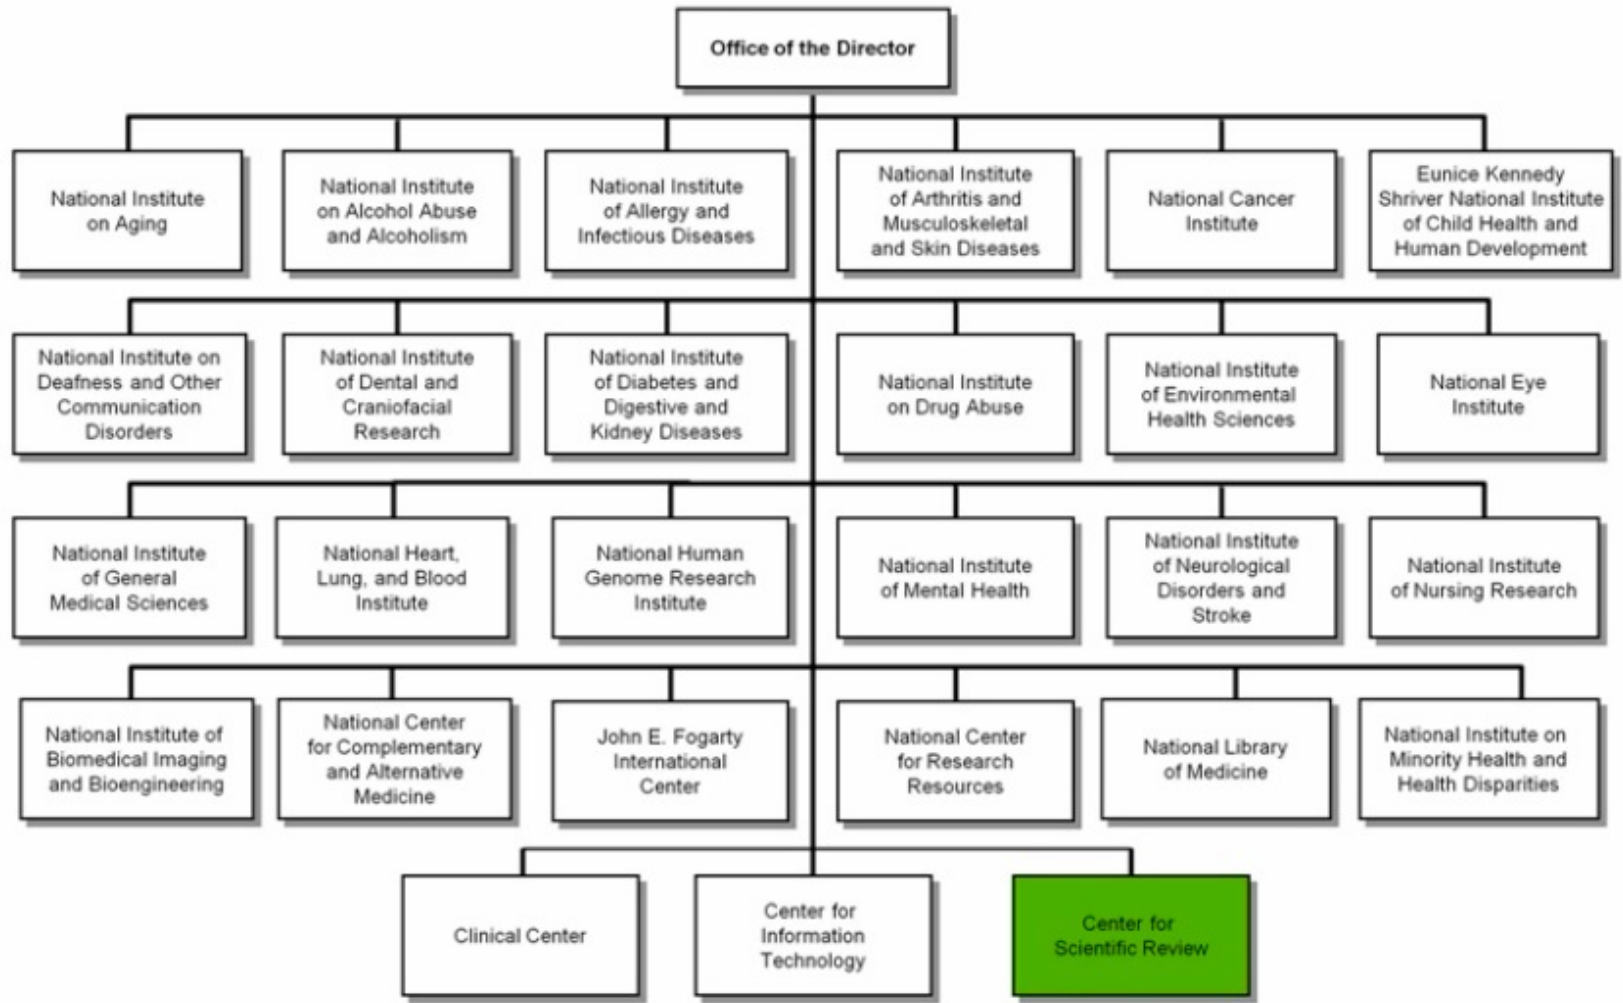 Office of the Director
National Institute
on Aging
National Institute
on Alcohol Abuse
and Alcoholism
National Institute
of Allergy and
Infectious Diseases
National Institute
of Arthritis and
Musculoskeletal
and Skin Diseases
National Cancer
Institute
Eunice Kennedy
Shriver National Institute
of Child Health and
Human Development
National Institute on
Deafness and Other
Communication
Disorders
National Institute
of Dental and
Craniofacial
Research
National Institute
of Diabetes and
Digestive and
Kidney Diseases
National Institute
on Drug Abuse
National Institute
of Environmental
Health Sciences
National Eye
Institute
National Institute
of General
Medical Sciences
National Heart,
Lung, and Blood
Institute
National Human
Genome Research
Institute
National Institute
of Mental Health
National Institute
of Neurological
Disorders and
Stroke
National Institute
of Nursing Research
National Institute of
Biomedical Imaging
and Bioengineering
National Center
for Complementary
and Alternative
Medicine
John E. Fogarty
International
Center
National Center
for Research
Resources
National Library
of Medicine
National Institute on
Minority Health and
Health Disparities
Clinical Center
Center for
Information
Technology
Center for
Scientific Review